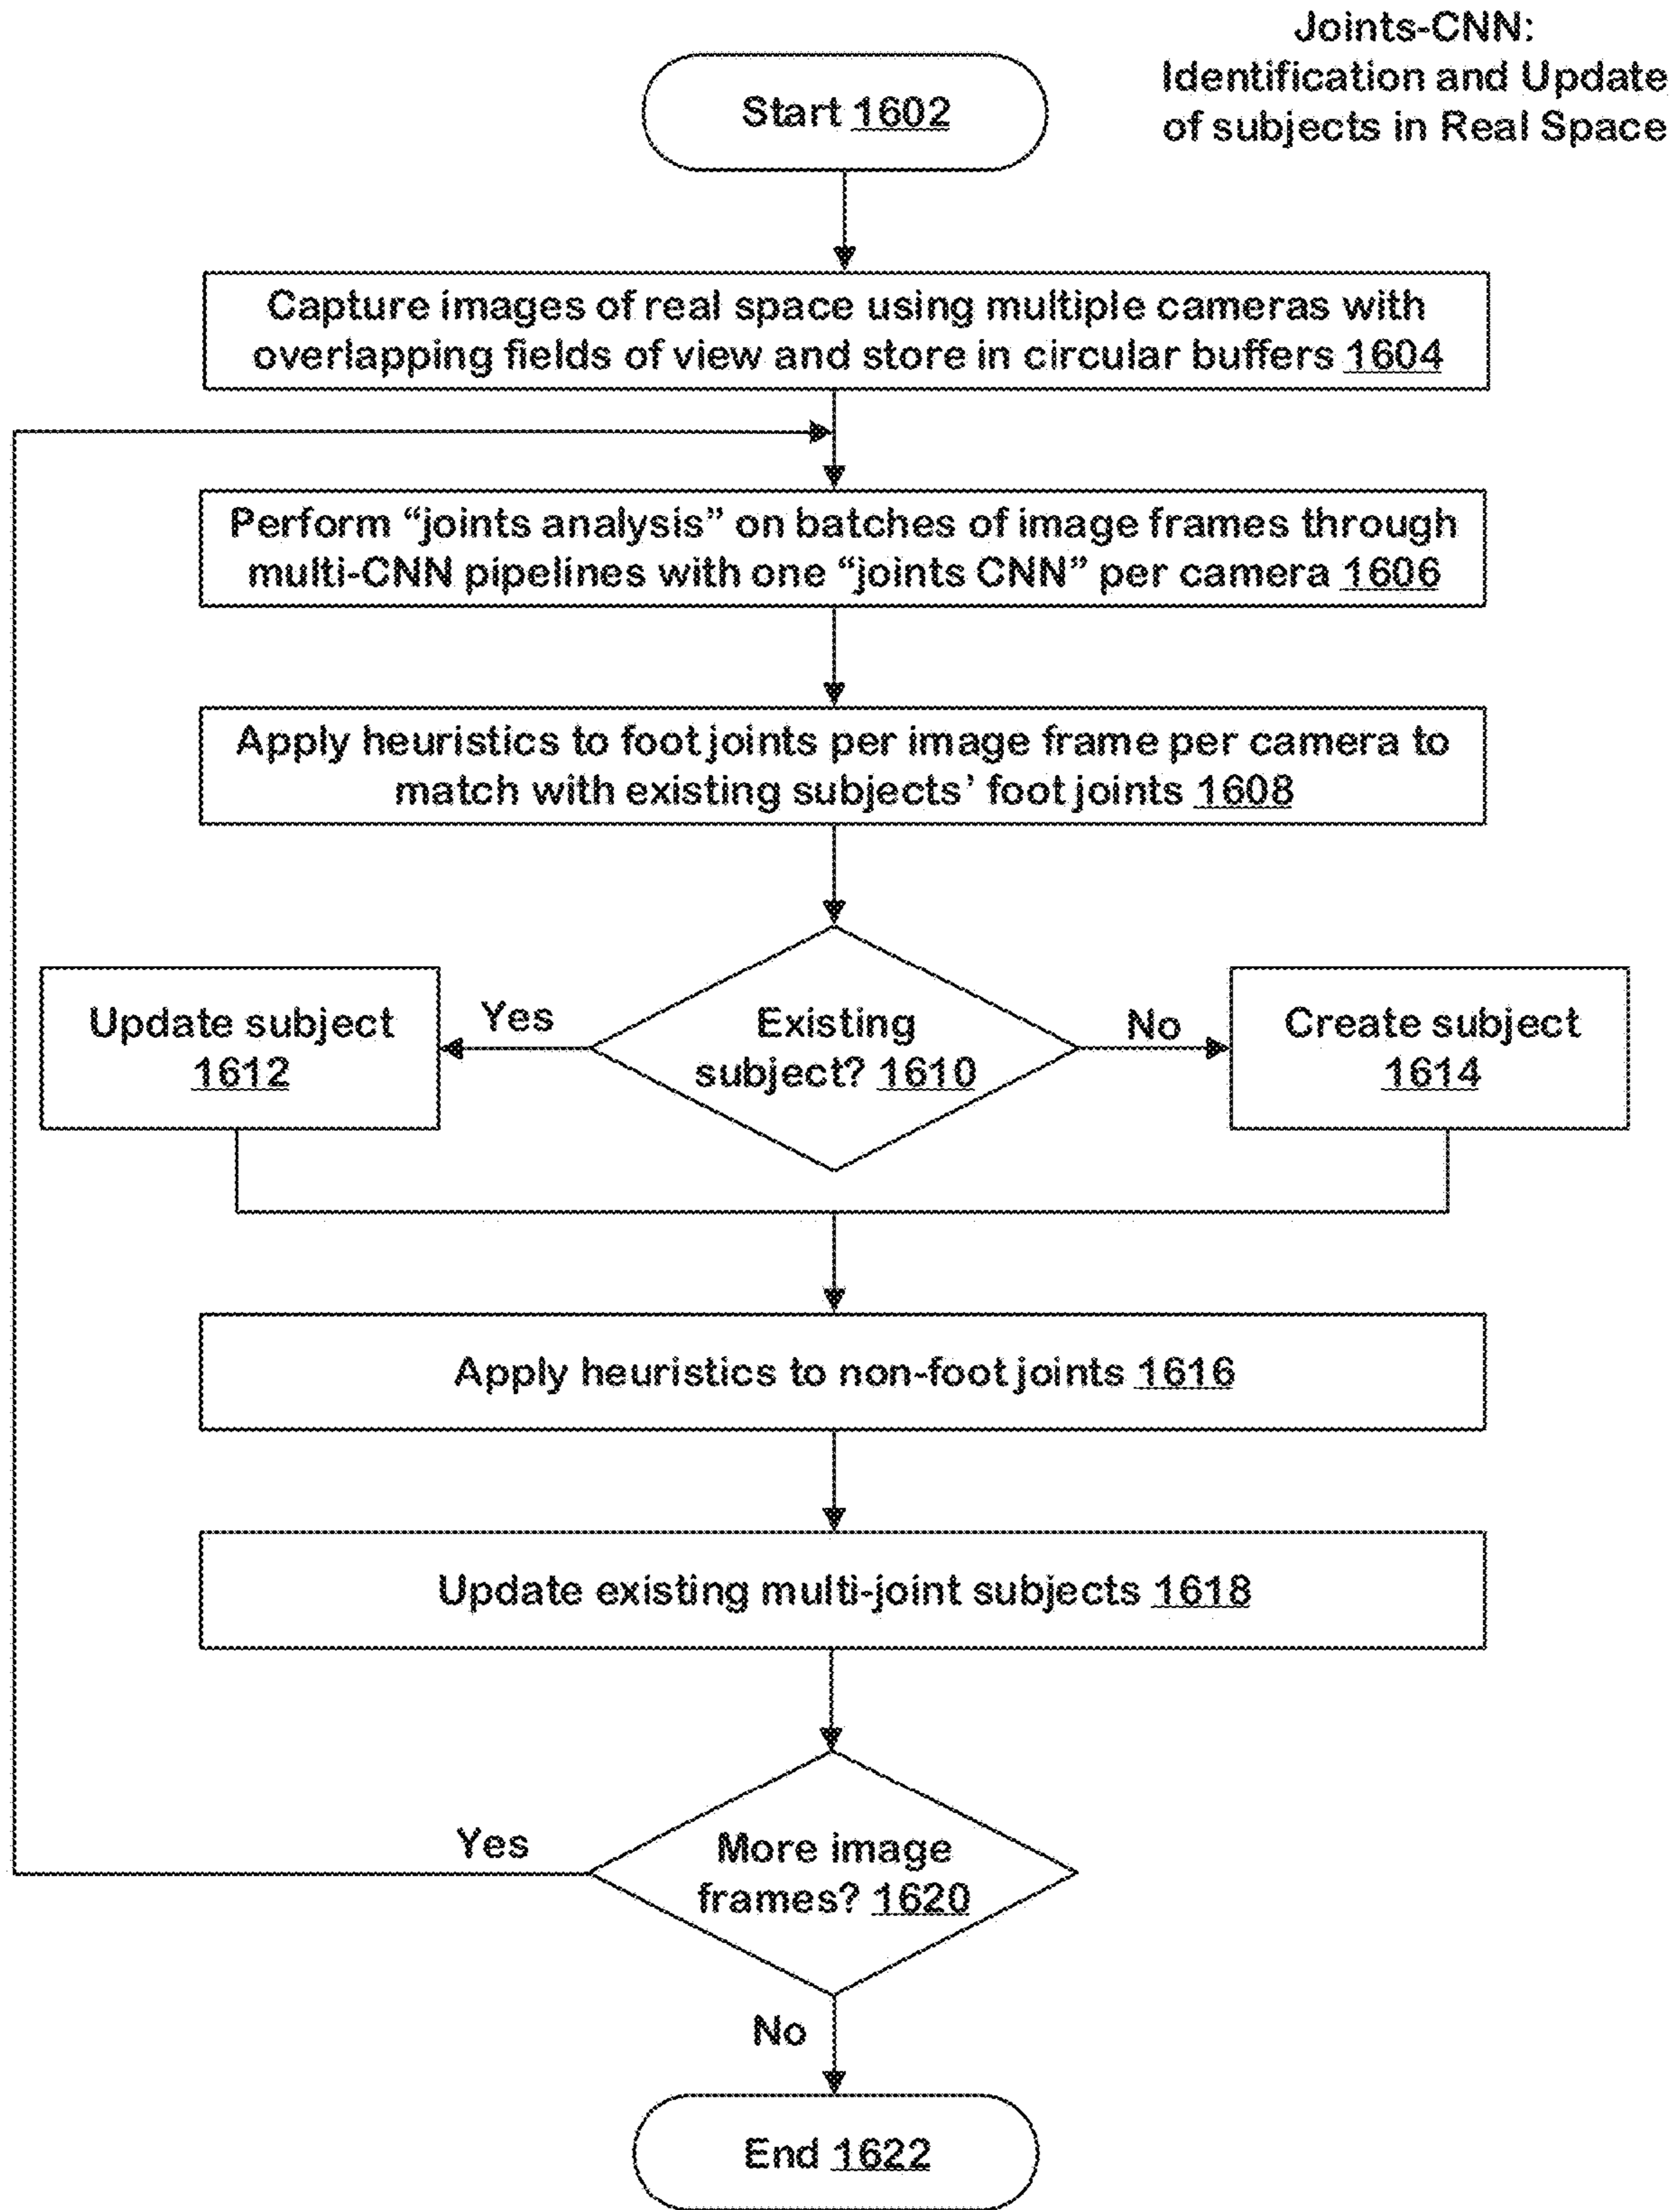 Joints-CNN:
Identification and Update
of subjects in Real Space
Start 1602
Capture images of real space using multiple cameras with
overlapping fields of view and store in circular buffers 1604
Perform “joints analysis” on batches of image frames through
multi-CNN pipelines with one “joints CNN” per camera 1606
Apply heuristics to foot joints per image frame per camera to
match with existing subjects’ foot joints 1608
Existing
subject? 1610
Yes
Update subject
1612
No
Create subject
1614
Apply heuristics to non-foot joints 1616
Update existing multi-joint subjects 1618
More image
frames? 1620
Yes
No
End 1622